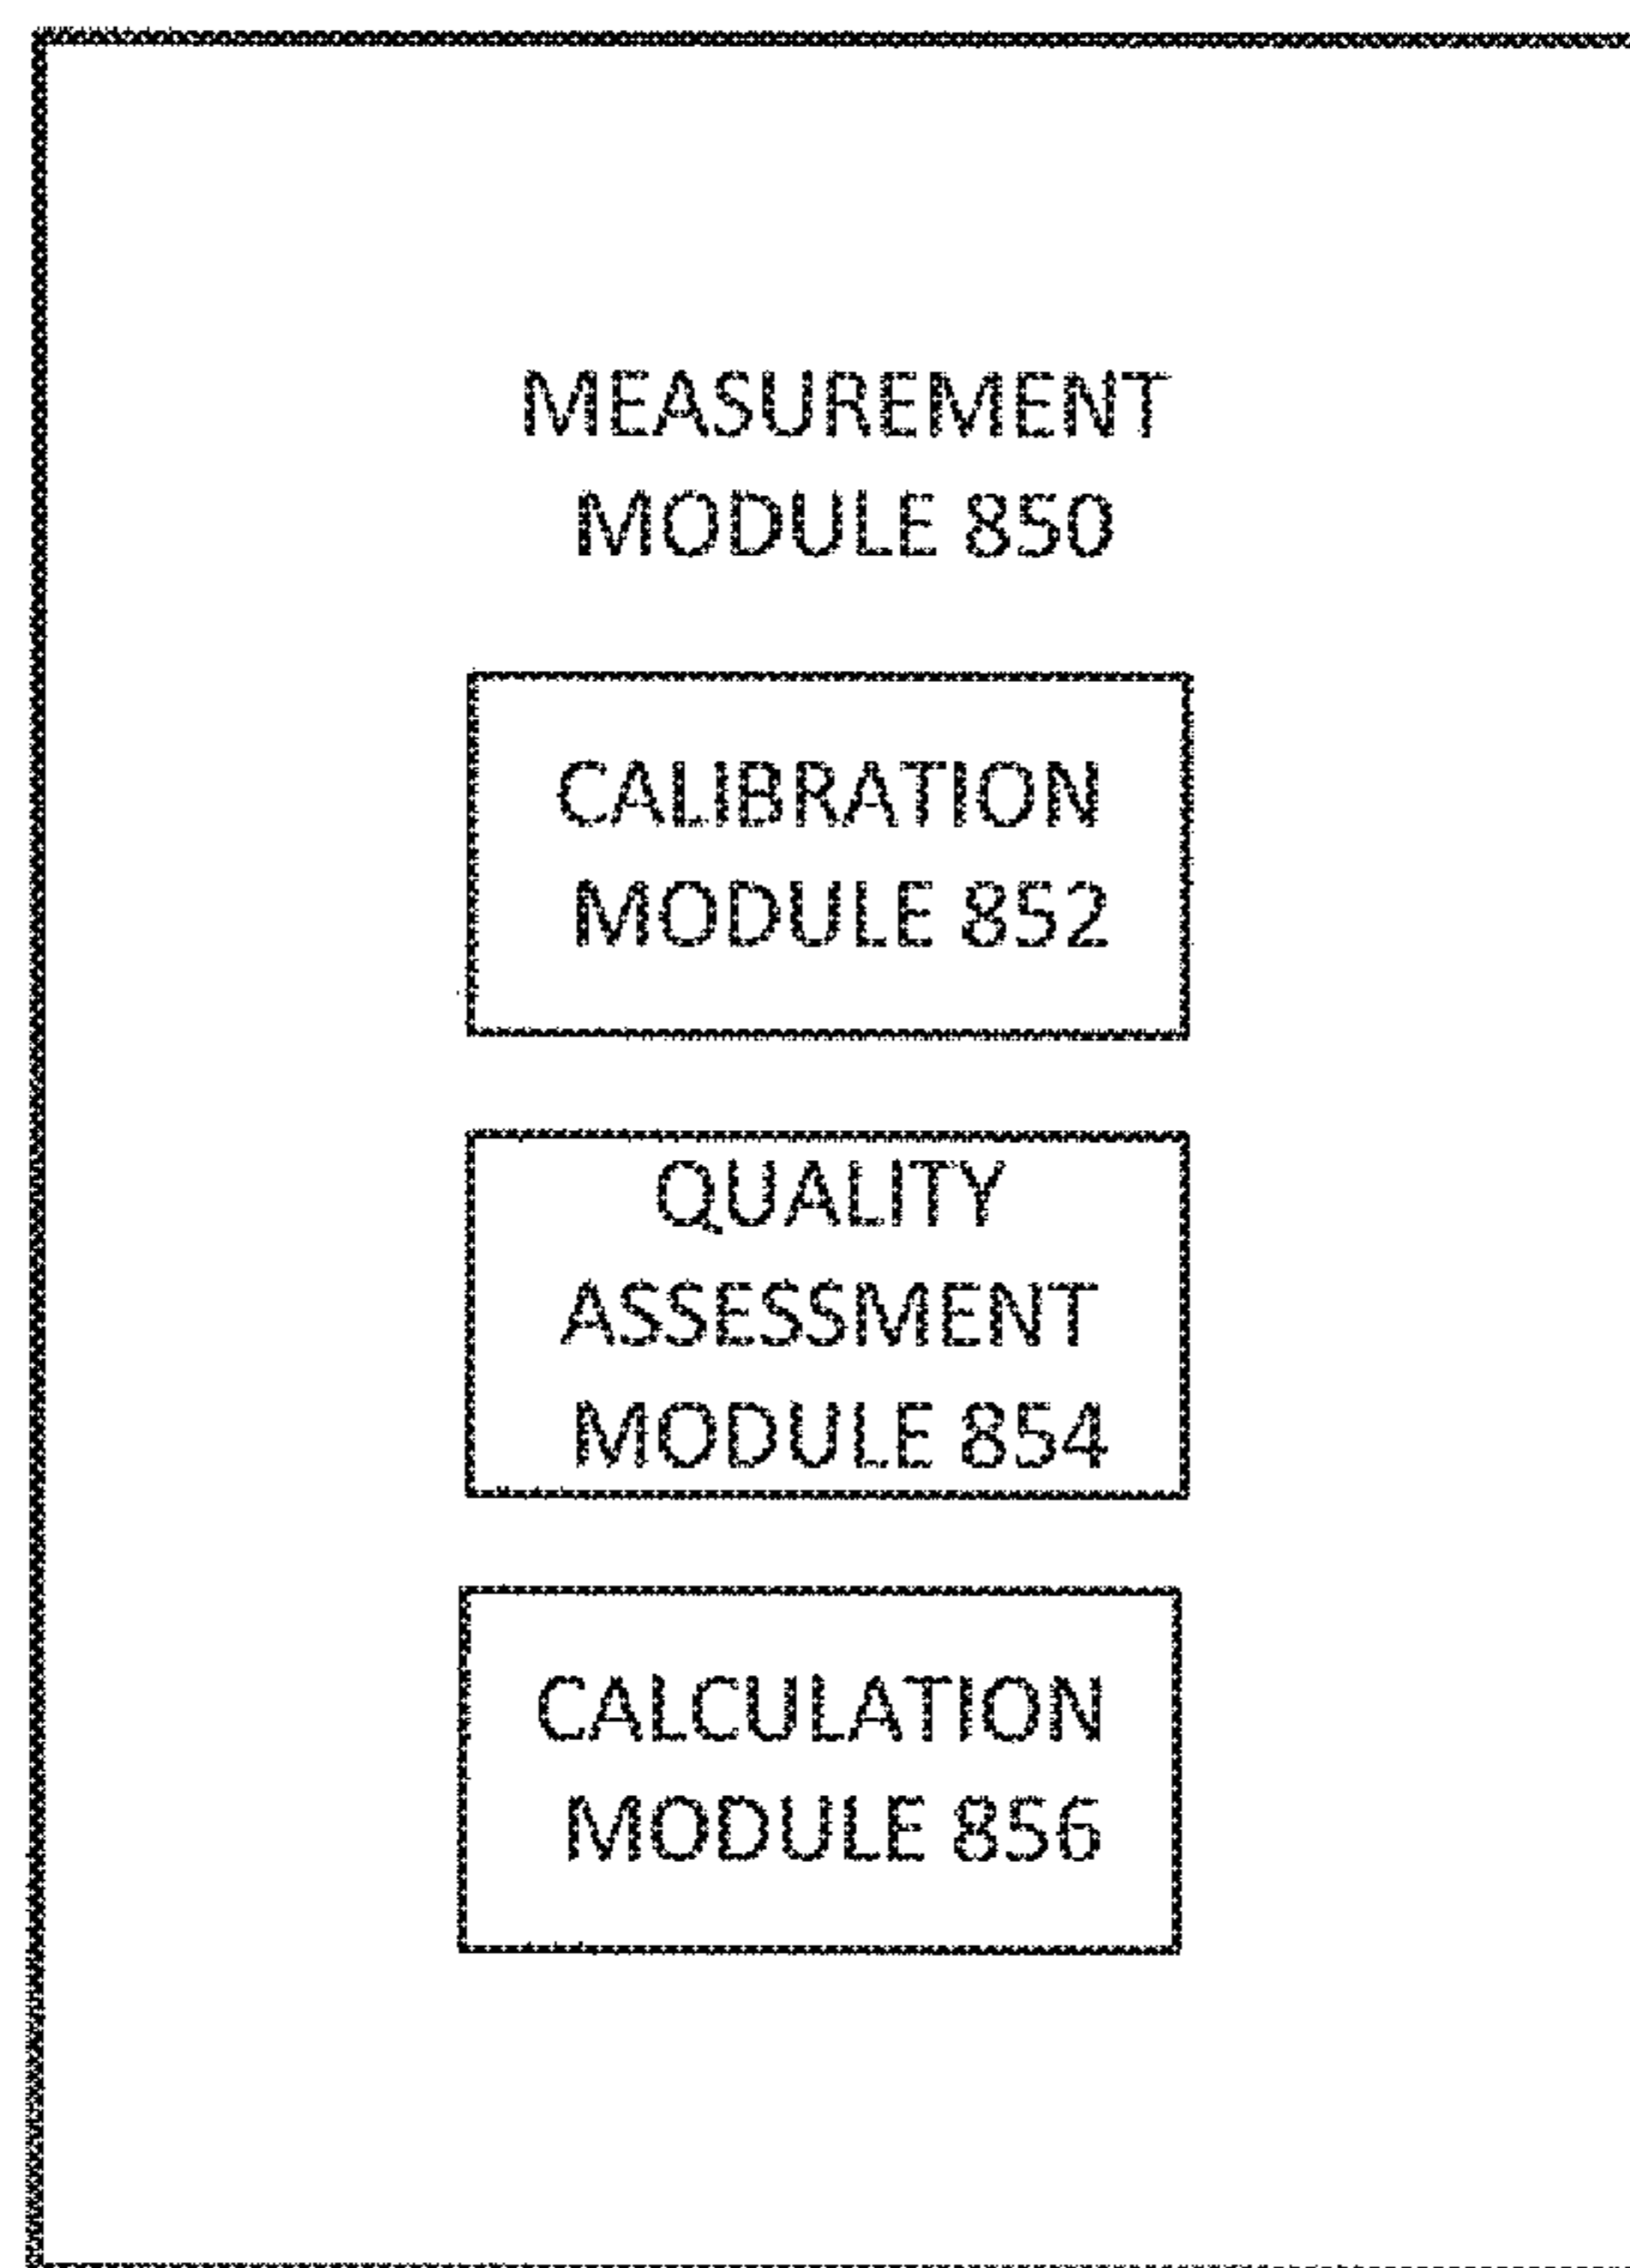 MEASUREMENT
MODULE 850
CALIBRATION
MODULE 852
QUALITY
ASSESSMENT
MODULE 854
CALCULATION
MODULE 856